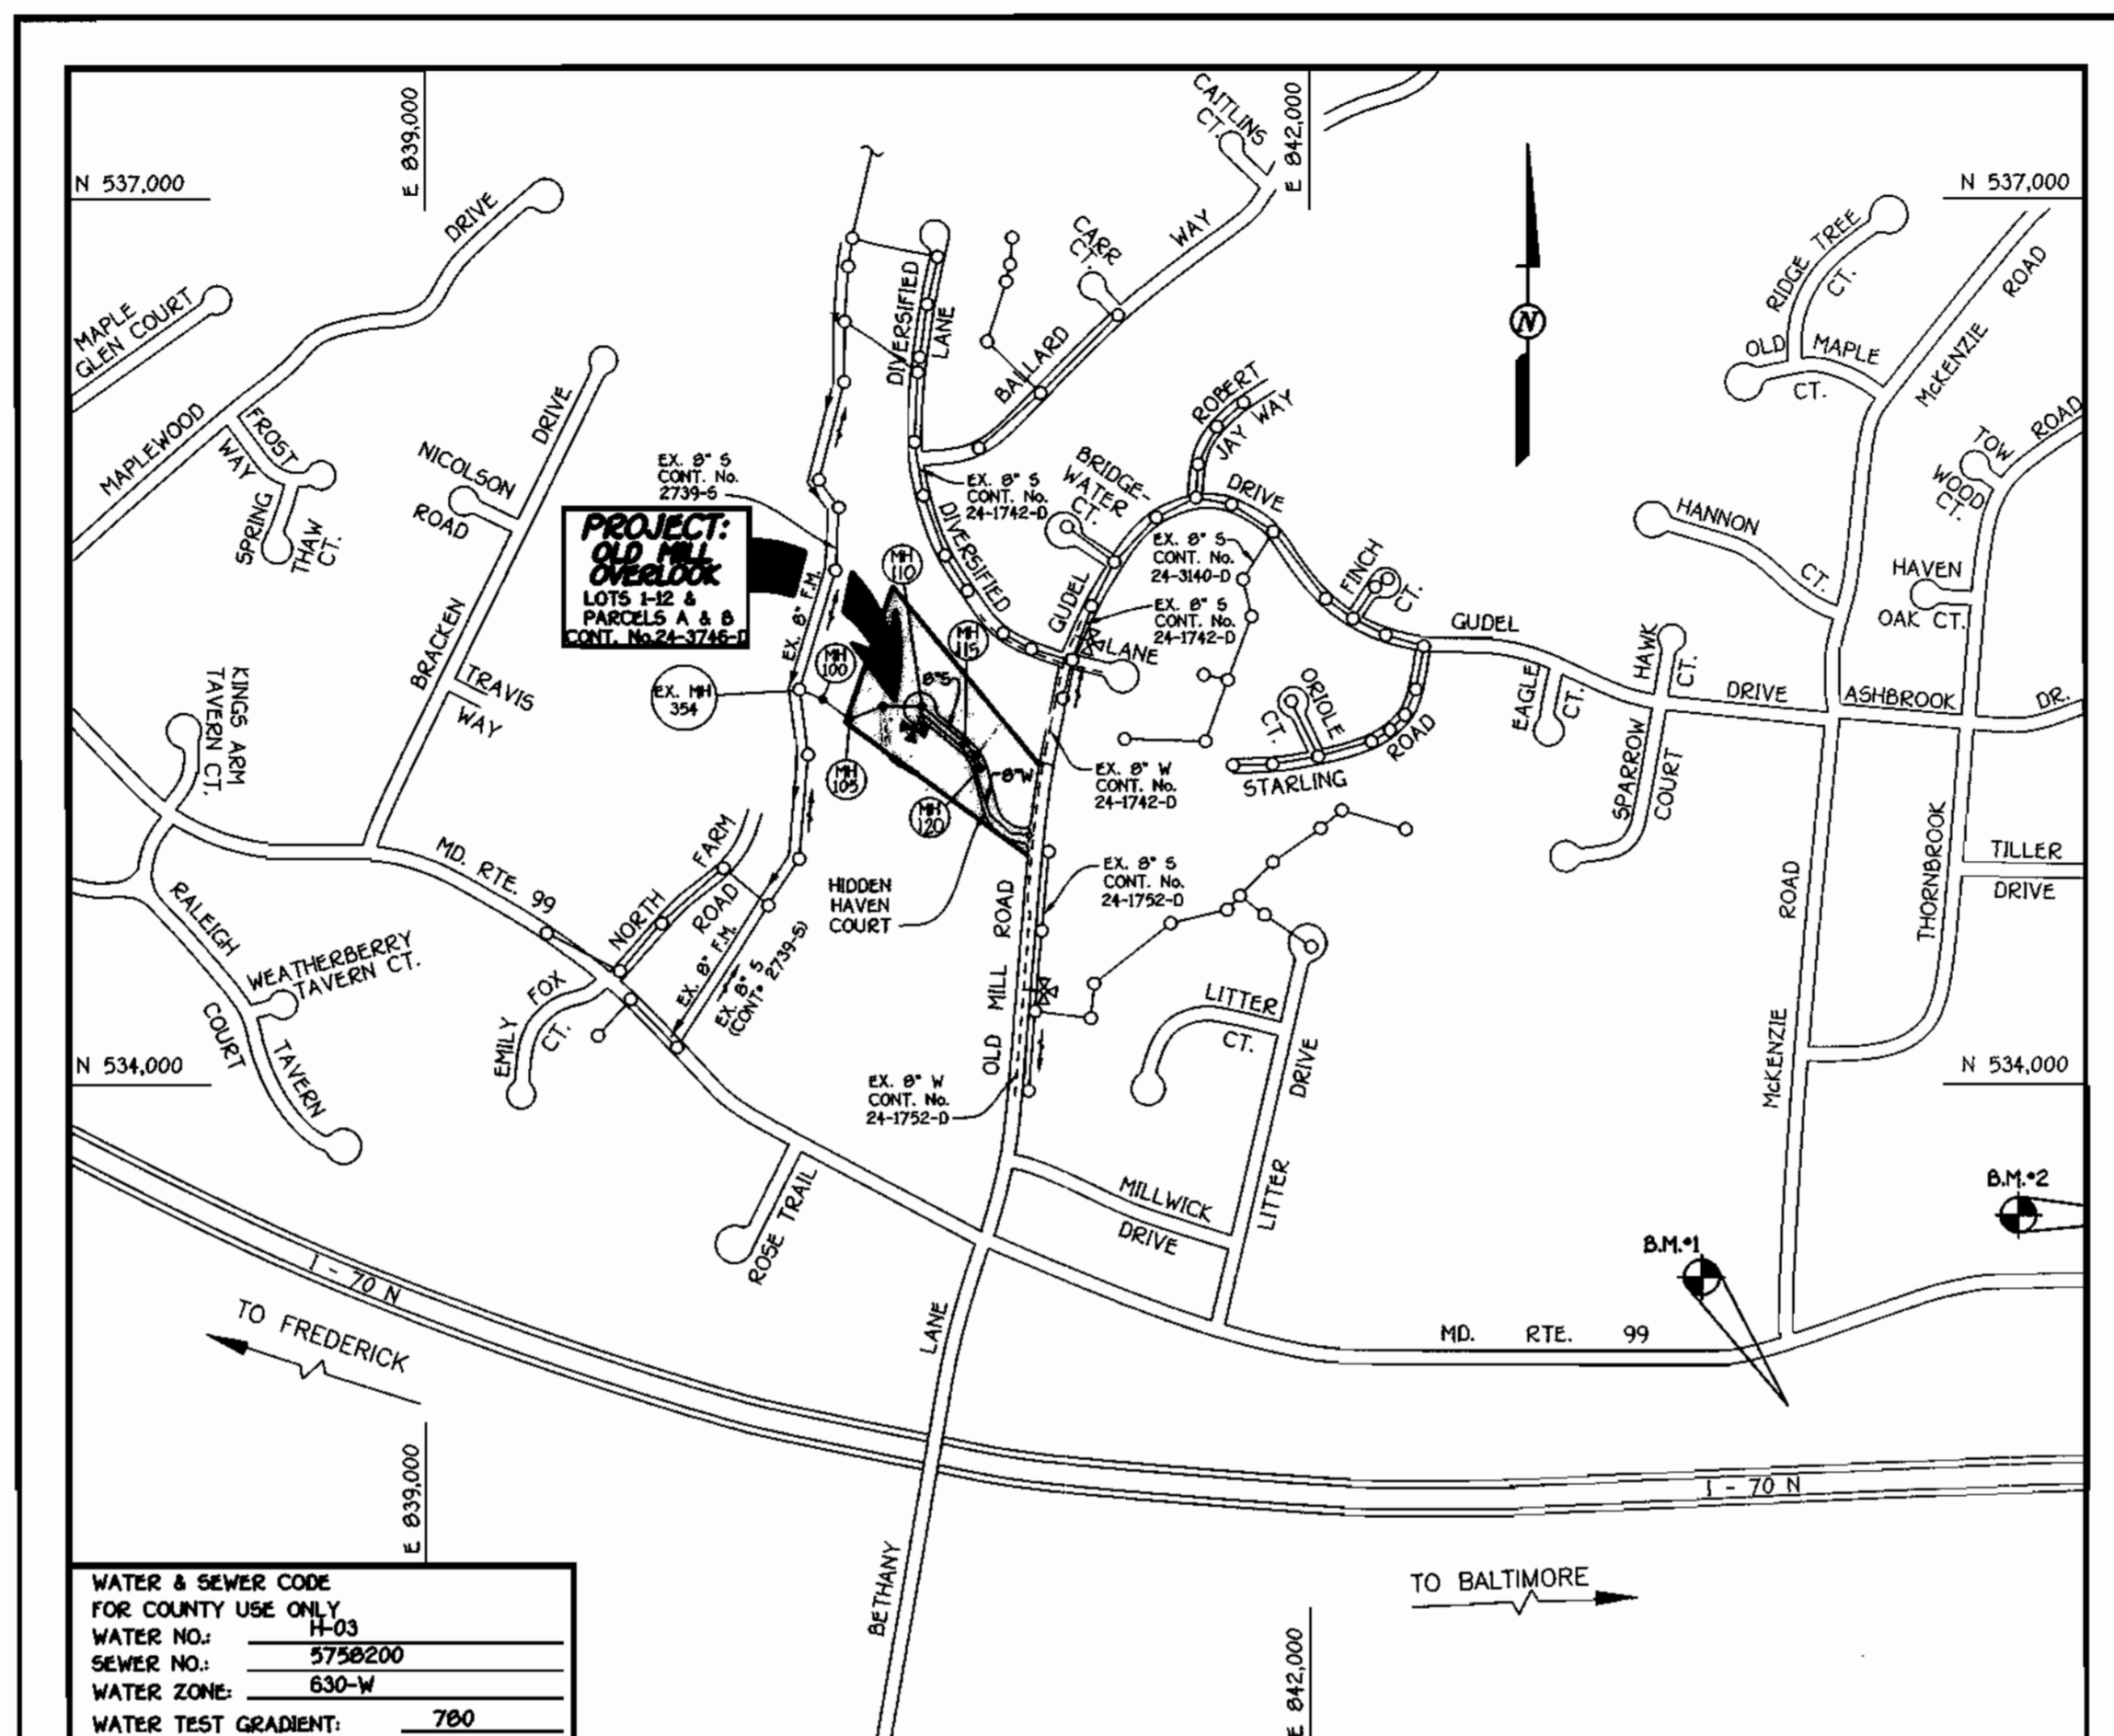 E 839,000
E 842,000
CAITLINS
CT.
N 537,000
N 537,000
DRIVE
CARR
CT.
WAY
RIDGE TREE
CT.
ROAD
MAPLE
GLEN COURT
DIVERSIFIED
LANE
BALLARD
OLD MAPLE
CT.
McKENZIE
ROBERT
JAY WAY
MAPLEWOOD
FROST
WAY
DRIVE
NICOLSON
ROAD
SPRING
THAW
CT.
EX. 8" S
CONT. No.
2739-S
BRIDGE-
WATER
CT.
DRIVE
EX. 8" S
CONT. No.
24-1742-D
TOW
WOOD
CT.
ROAD
HANNON
CT.
PROJECT:
OLD MILL
OVERLOOK
LOTS 1-12 &
PARCELS A & B
CONT. No.24-3746-D
MH
110
DIVERSIFIED
EX. 8" S
CONT. No.
24-3140-D
FINCH
CT.
HAVEN
OAK CT.
EX. 8" F.M.
GUDEL
EX. 8" S
CONT. No.
24-1742-D
GUDEL
BRACKEN
MH
115
LANE
MH
100
HAWK
CT.
KINGS ARM
TAVERN CT.
TRAVIS
WAY
EX. MH
354
8"S
ORIOLE
CT.
EAGLE
CT.
DRIVE
ASHBROOK
DR.
MH
105
8"W
EX. 8" W
CONT. No.
24-1742-D
STARLING
ROAD
SPARROW
COURT
MH
120
MD. RTE. 99
NORTH FARM
ROAD
HIDDEN
HAVEN
COURT
EX. 8" S
CONT. No.
24-1752-D
THORNBROOK
TILLER
DRIVE
ROAD
RALEIGH
WEATHERBERRY
TAVERN CT.
EX. 8" F.M.
EX. 8" S
(CONT# 2739-S)
OLD MILL ROAD
FOX
EMILY
CT.
LITTER
CT.
COURT
TAVERN
DRIVE
McKENZIE
N 534,000
N 534,000
EX. 8" W
CONT. No.
24-1752-D
ROSE TRAIL
MILLWICK
DRIVE
LITTER
B.M.#2
B.M.#1
I - 70 N
TO FREDERICK
LANE
MD. RTE. 99
E 839,000
I - 70 N
BETHANY
TO BALTIMORE
E 842,000
WATER & SEWER CODE
FOR COUNTY USE ONLY
WATER NO.: H-03
SEWER NO.: 5758200
WATER ZONE: 630-W
WATER TEST GRADIENT: 780